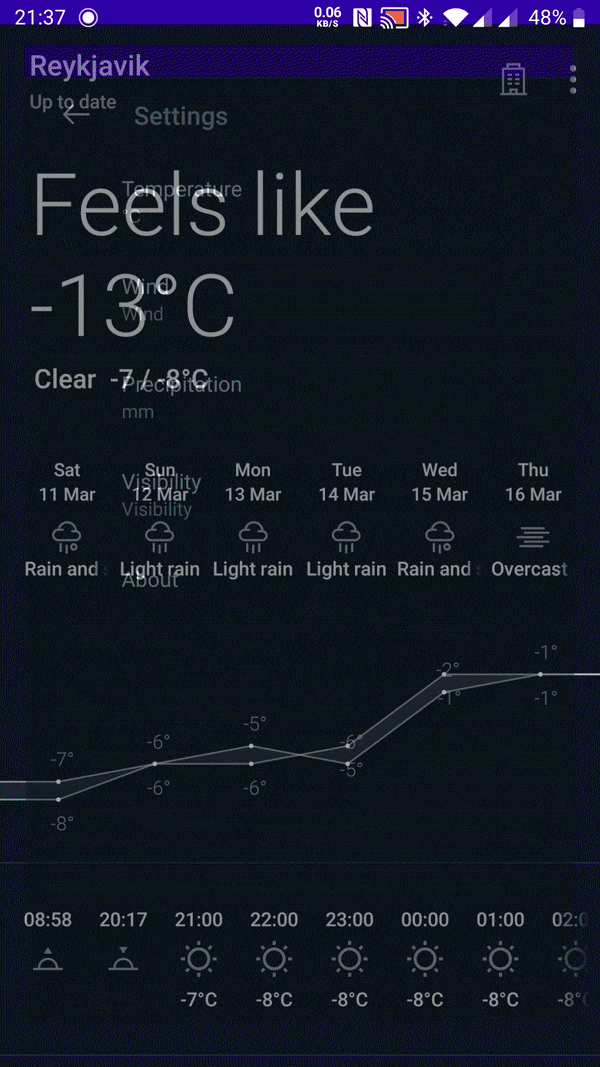 21:37 0.06 KB/S 48%
Reykjavik
Up to date
Settings
Feels like
-13°C
Temperature
°C
Wind
Wind
Clear -7 / -8°C
Precipitation
mm
Visibility
Visibility
About
Sat Sun Mon Tue Wed Thu
11 Mar 12 Mar 13 Mar 14 Mar 15 Mar 16 Mar
Rain and Light rain Light rain Light rain Rain and Overcast
-7° -6° -5° -6° -2° -1°
-8° -6° -6° -5° -1° -1°
08:58 20:17 21:00 22:00 23:00 00:00 01:00 02:0
-7°C -8°C -8°C -8°C -8°C -8°